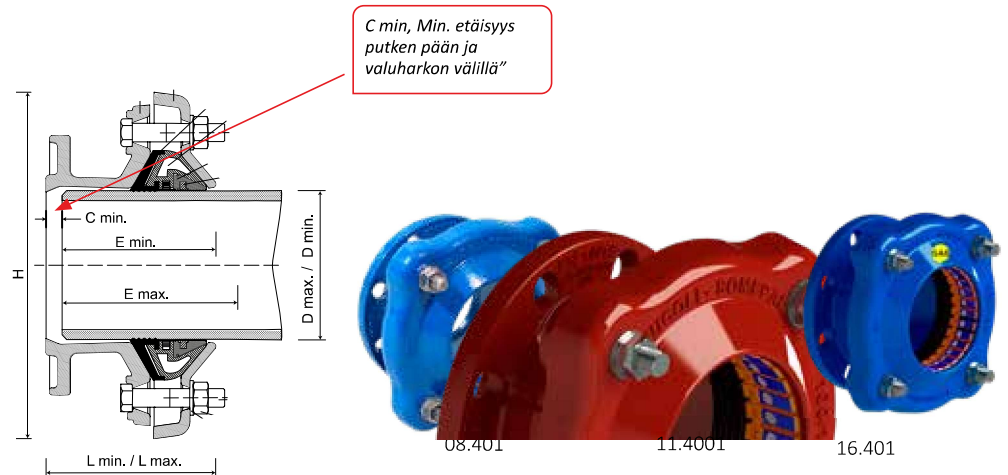 C min, Min. etäisyys
putken pään ja
valuharkon välillä”
C min.
E min.
E max.
H
D max. / D min.
L min. / L max.
08.401
11.4001
16.401